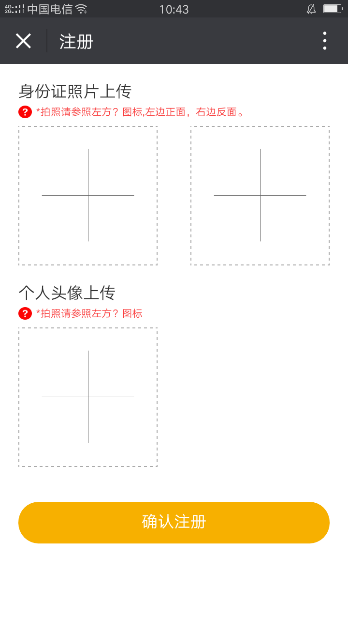 中国电信 10:43
注册
身份证照片上传
? *拍照请参照左方？图标,左边正面，右边反面。
个人头像上传
? *拍照请参照左方？图标
确认注册